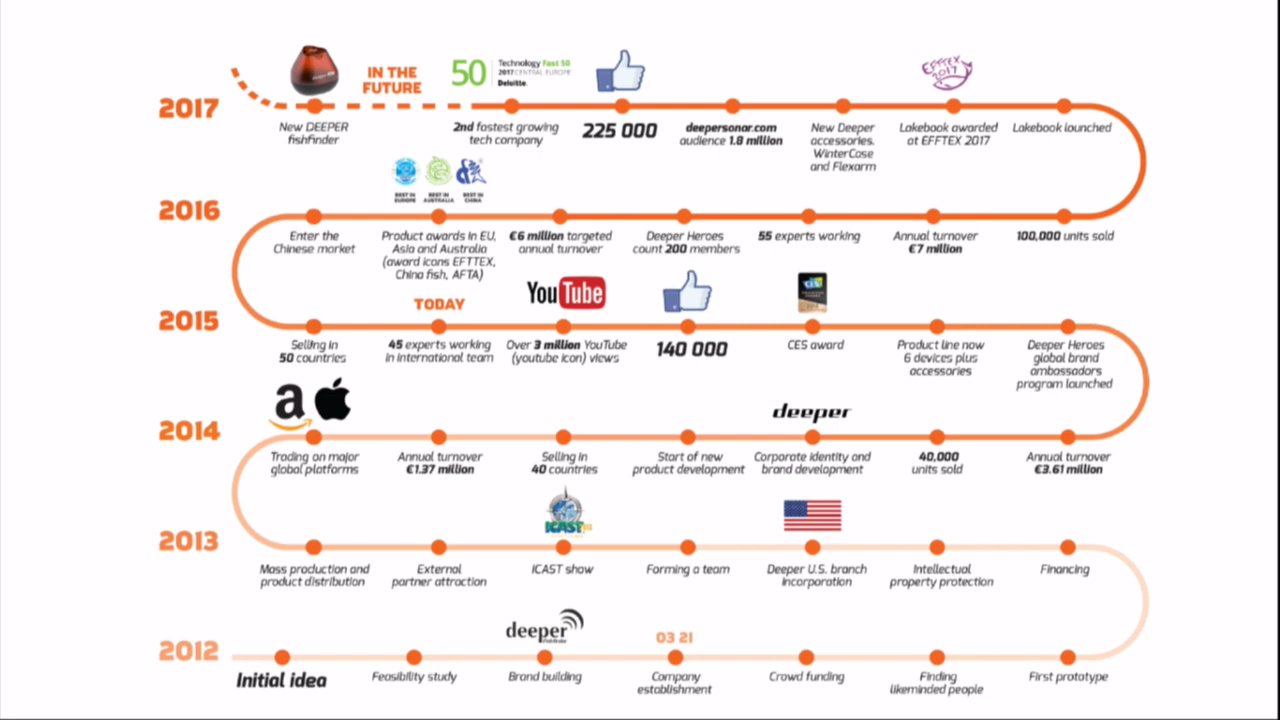 IN THE
FUTURE
50
Technology Fast 50
2017 CENTRAL EUROPE
Deloitte.
EFFTEX
2017
2017
New DEEPER
fishfinder
2nd fastest growing
tech company
225 000
deepersonar.com
audience 1.8 million
New Deeper
accessories.
WinterCase
and Flexarm
Lakebook awarded
at EFFTEX 2017
Lakebook launched
BEST IN
EUROPE
BEST IN
AUSTRALIA
BEST IN
CHINA
2016
Enter the
Chinese market
Product awards in EU,
Asia and Australia
(award icons EFTTEX,
China fish, AFTA)
€6 million targeted
annual turnover
Deeper Heroes
count 200 members
55 experts working
Annual turnover
€7 million
100,000 units sold
TODAY
YouTube
2015
Selling in
50 countries
45 experts working
in international team
Over 3 million YouTube
(youtube icon) views
140 000
CES award
Product line now
6 devices plus
accessories
Deeper Heroes
global brand
ambassadors
program launched
a
deeper
2014
Trading on major
global platforms
Annual turnover
€1.37 million
Selling in
40 countries
Start of new
product development
Corporate identity and
brand development
40,000
units sold
Annual turnover
€3.61 million
ICAST
2013
Mass production and
product distribution
External
partner attraction
ICAST show
Forming a team
Deeper U.S. branch
incorporation
Intellectual
property protection
Financing
deeper
03 21
2012
Initial idea
Feasibility study
Brand building
Company
establishment
Crowd funding
Finding
likeminded people
First prototype